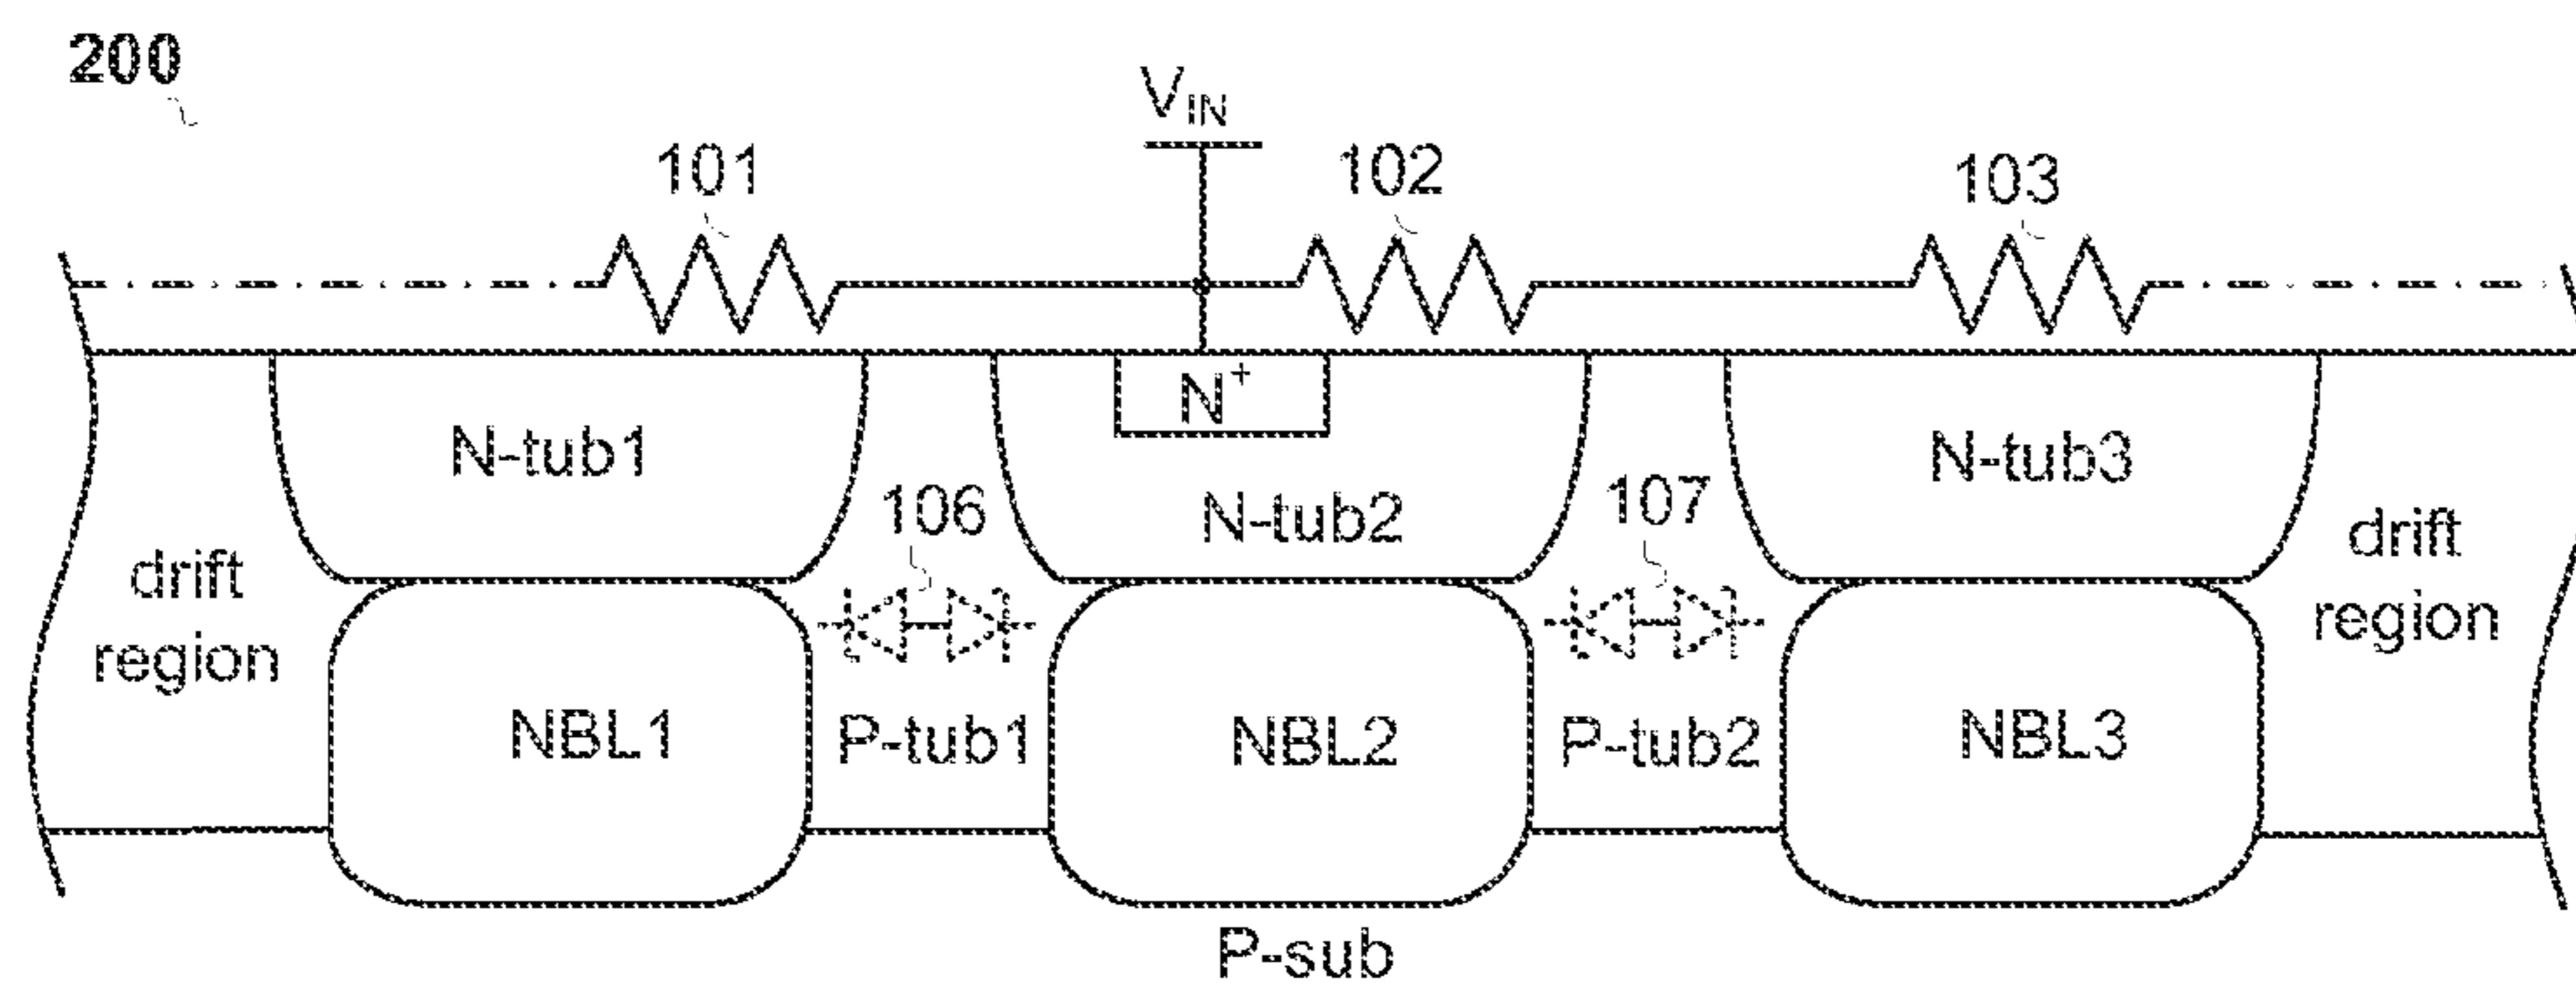 200
V_IN
101
102
103
N+
N-tub1
N-tub2
N-tub3
106
107
drift
region
drift
region
NBL1
P-tub1
NBL2
P-tub2
NBL3
P-sub